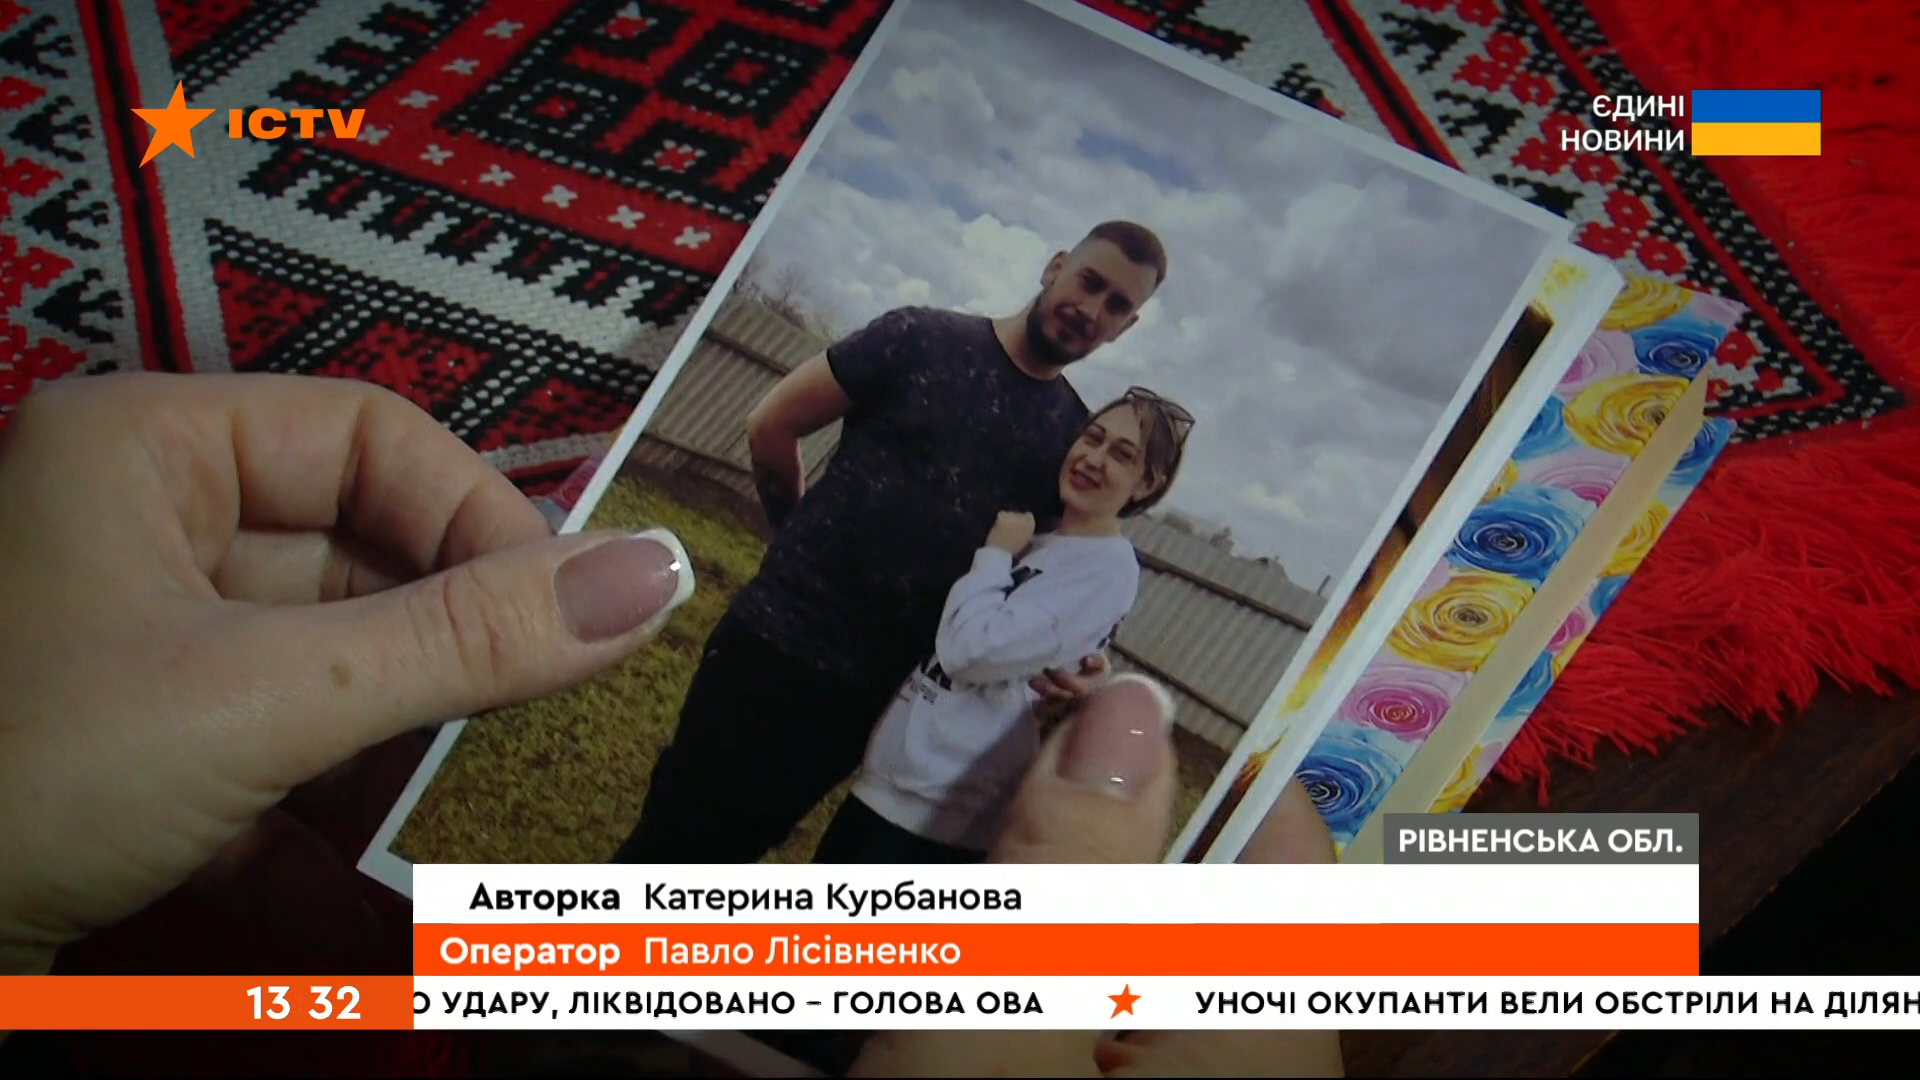 ICTV
ЄДИНІ
НОВИНИ
РІВНЕНСЬКА ОБЛ.
Авторка Катерина Курбанова
Оператор Павло Лісівненко
13 32
О УДАРУ, ЛІКВІДОВАНО – ГОЛОВА ОВА УНОЧІ ОКУПАНТИ ВЕЛИ ОБСТРІЛИ НА ДІЛЯН